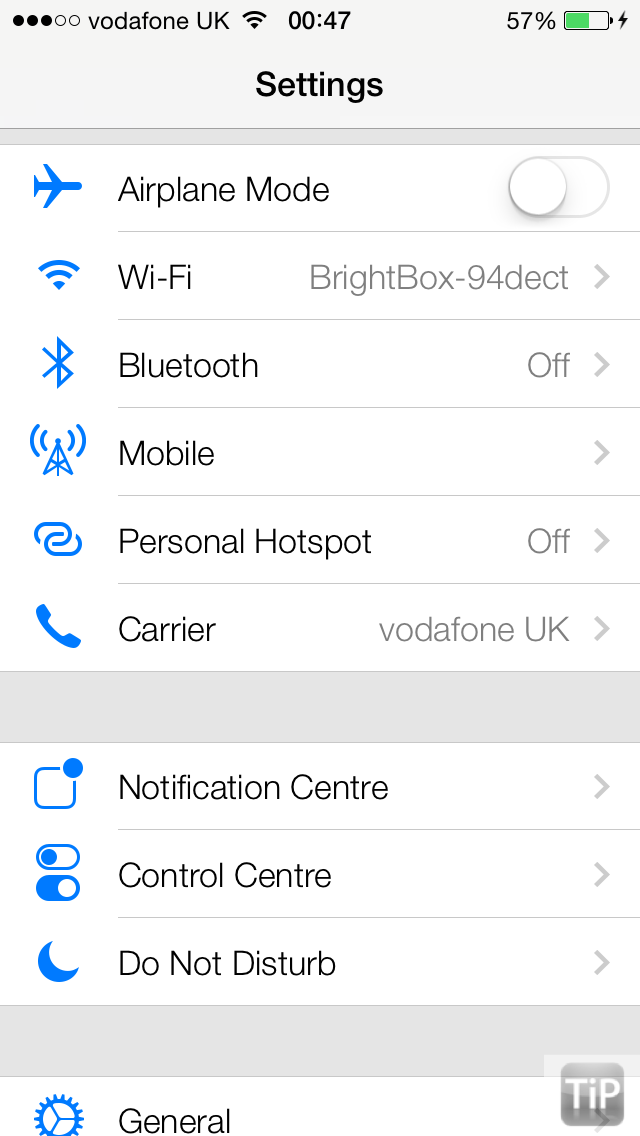 vodafone UK 00:47 57%
Settings
Airplane Mode
Wi-Fi BrightBox-94dect
Bluetooth Off
Mobile
Personal Hotspot Off
Carrier vodafone UK
Notification Centre
Control Centre
Do Not Disturb
General
TiP